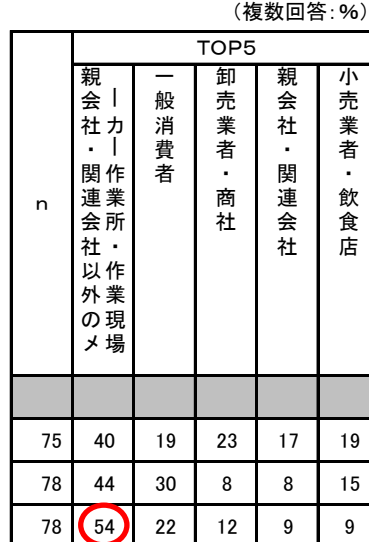 （複数回答：%）
TOP5
n
親会社・関連会社以外のメ
ーカー作業所・作業現場
一般消費者
卸売業者・商社
親会社・関連会社
小売業者・飲食店
75 40 19 23 17 19
78 44 30 8 8 15
78 54 22 12 9 9